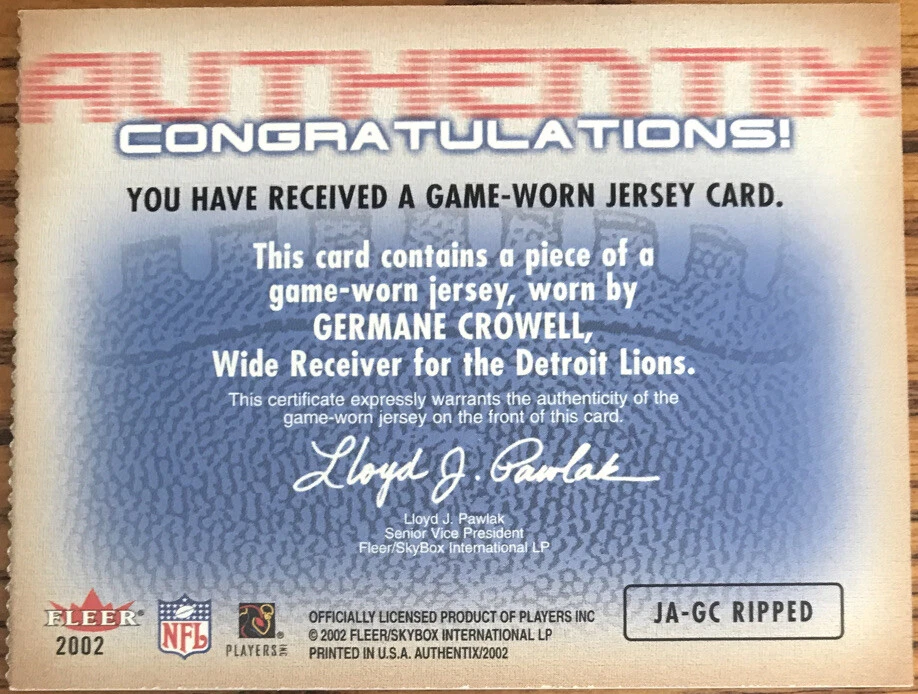 AUTHENTIX
CONGRATULATIONS!
YOU HAVE RECEIVED A GAME-WORN JERSEY CARD.
This card contains a piece of a
game-worn jersey, worn by
GERMANE CROWELL,
Wide Receiver for the Detroit Lions.
This certificate expressly warrants the authenticity of the
game-worn jersey on the front of this card.
Lloyd J. Pawlak
Lloyd J. Pawlak
Senior Vice President
Fleer/SkyBox International LP
FLEER®
2002
NFL
PLAYERS INC
OFFICIALLY LICENSED PRODUCT OF PLAYERS INC
© 2002 FLEER/SKYBOX INTERNATIONAL LP
PRINTED IN U.S.A. AUTHENTIX/2002
JA-GC RIPPED